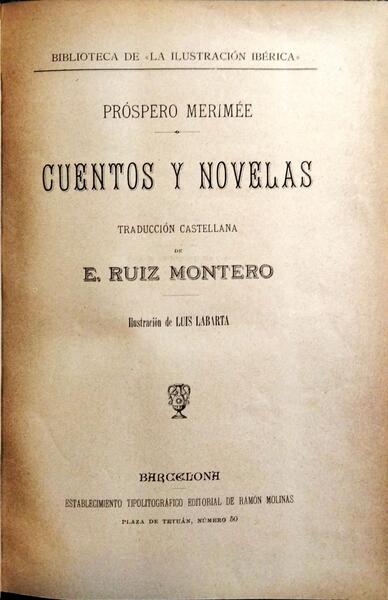 BIBLIOTECA DE «LA ILUSTRACIÓN IBÉRICA»
PRÓSPERO MERIMÉE
CUENTOS Y NOVELAS
TRADUCCIÓN CASTELLANA
DE
E. RUIZ MONTERO
Ilustración de LUIS LABARTA
BARCELONA
ESTABLECIMIENTO TIPOLITOGRÁFICO EDITORIAL DE RAMÓN MOLINAS
PLAZA DE TETUÁN, NÚMERO 50